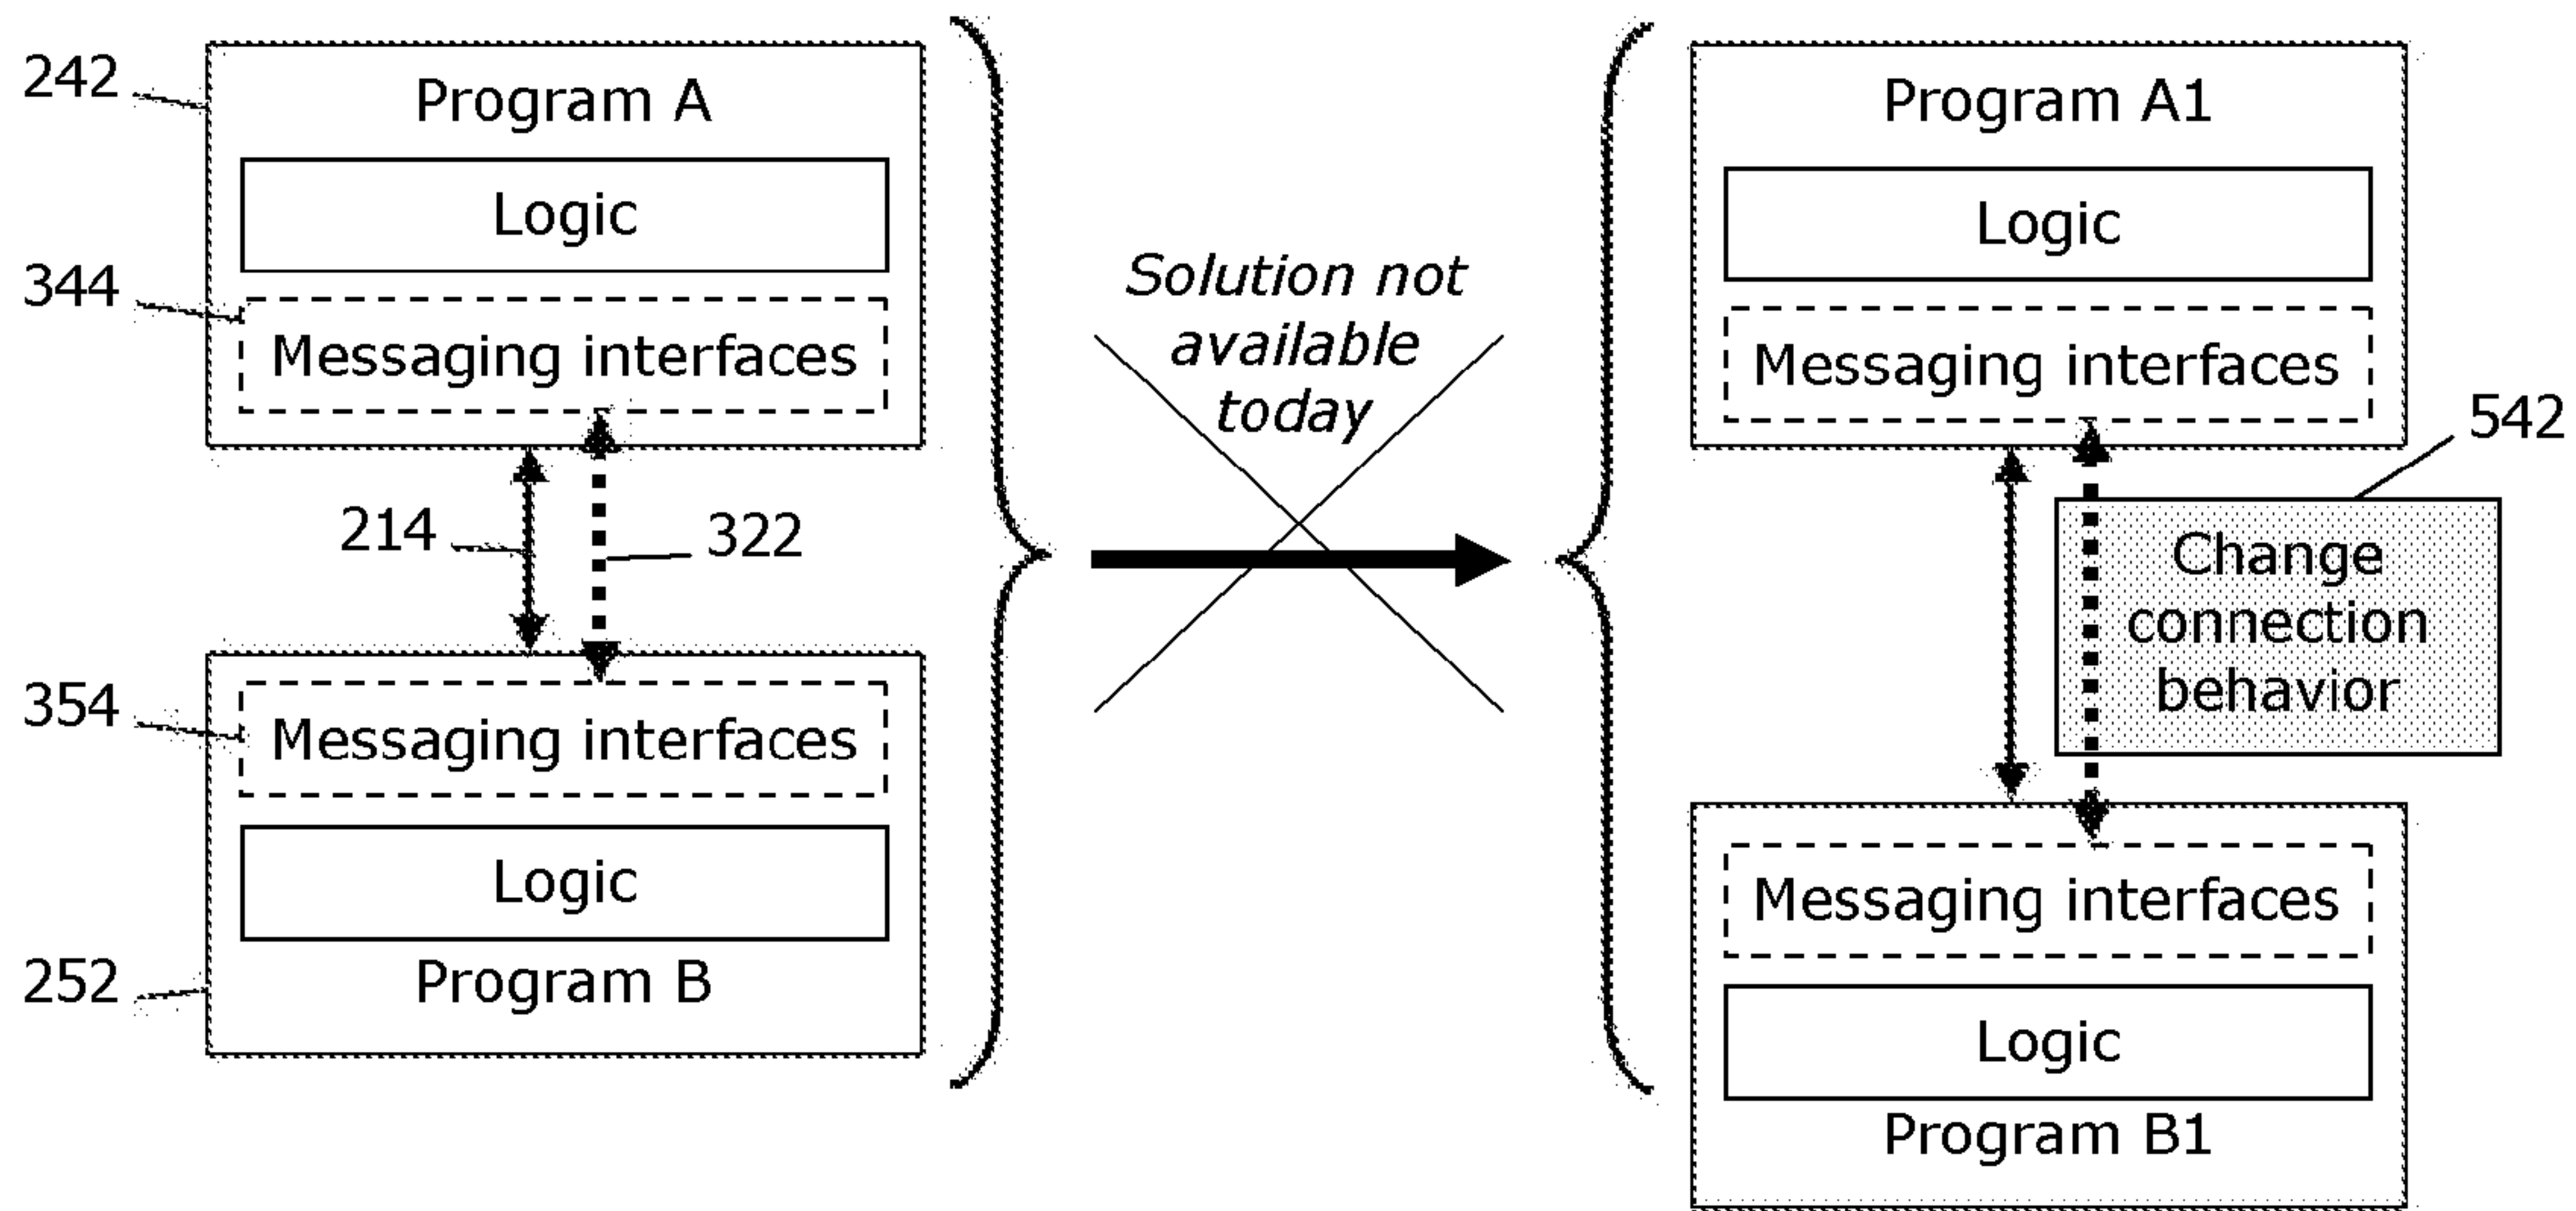 242
Program A
Logic
344
Messaging interfaces
214
322
354
Messaging interfaces
Logic
252
Program B
Solution not
available
today
Program A1
Logic
Messaging interfaces
542
Change
connection
behavior
Messaging interfaces
Logic
Program B1